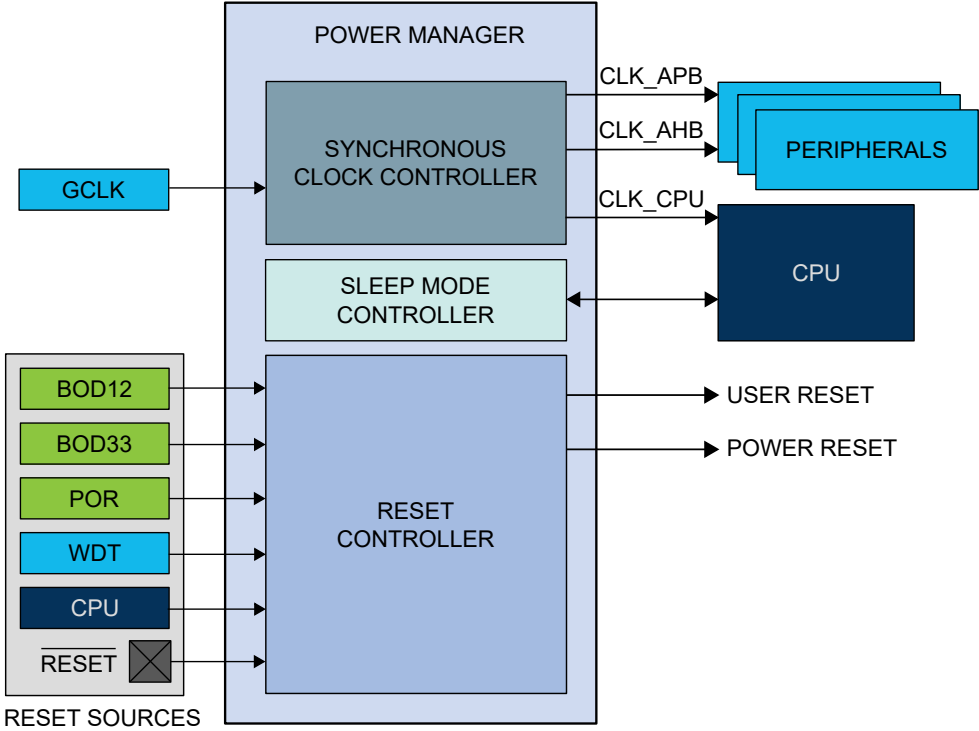 POWER MANAGER
CLK_APB
CLK_AHB
SYNCHRONOUS
CLOCK CONTROLLER
PERIPHERALS
GCLK
CLK_CPU
CPU
SLEEP MODE
CONTROLLER
BOD12
BOD33
POR
WDT
CPU
RESET
RESET SOURCES
RESET
CONTROLLER
USER RESET
POWER RESET